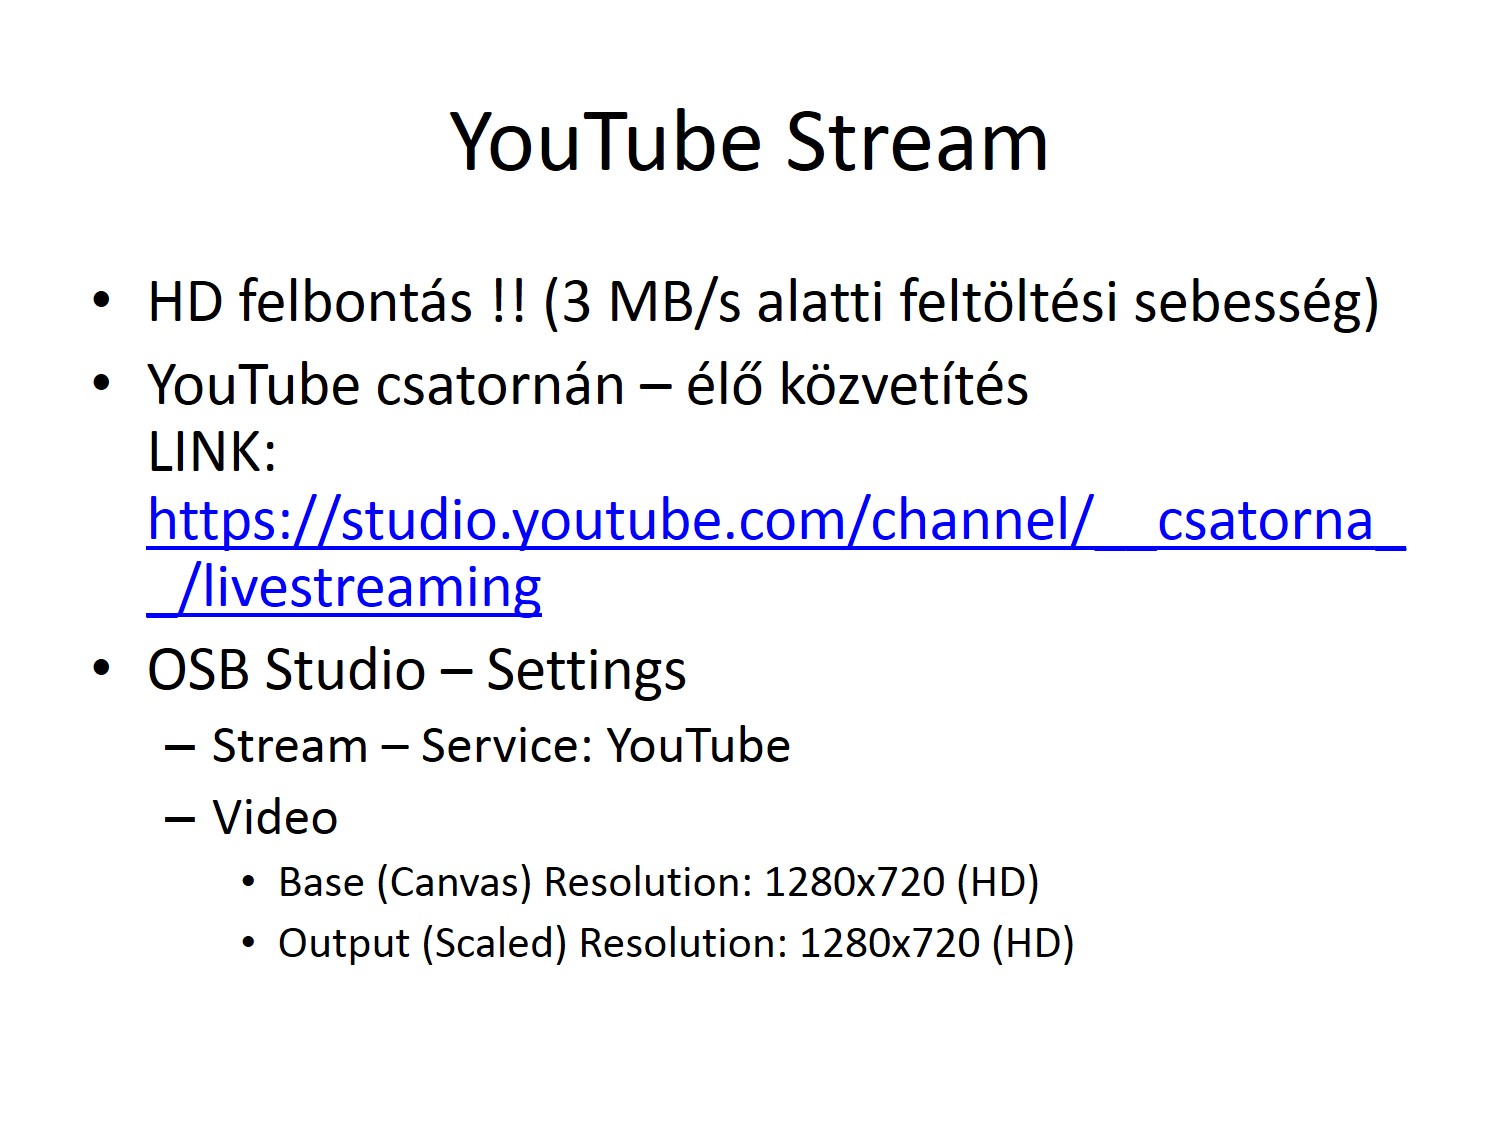 YouTube Stream
• HD felbontás !! (3 MB/s alatti feltöltési sebesség)
• YouTube csatornán – élő közvetítés
LINK:
https://studio.youtube.com/channel/__csatorna_
_/livestreaming
• OSB Studio – Settings
– Stream – Service: YouTube
– Video
• Base (Canvas) Resolution: 1280x720 (HD)
• Output (Scaled) Resolution: 1280x720 (HD)